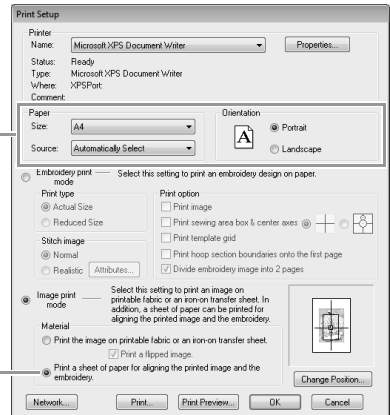 Print Setup
Printer
Name: Microsoft XPS Document Writer Properties...
Status: Ready
Type: Microsoft XPS Document Writer
Where: XPSPort:
Comment:
Paper Orientation
Size: A4 Portrait
Source: Automatically Select A Landscape
Embroidery print mode Select this setting to print an embroidery design on paper.
Print type Print option
Actual Size Print image
Reduced Size Print sewing area box & center axes
Print template grid
Stitch image
Normal Print hoop section boundaries onto the first page
Realistic Attributes... Divide embroidery image into 2 pages
Image print mode Select this setting to print an image on
printable fabric or an iron-on transfer sheet. In
addition, a sheet of paper can be printed for
aligning the printed image and the embroidery.
Material
Print the image on printable fabric or an iron-on transfer sheet.
Print a flipped image.
Print a sheet of paper for aligning the printed image and the
embroidery.
Change Position...
Network... Print... Print Preview... OK Cancel